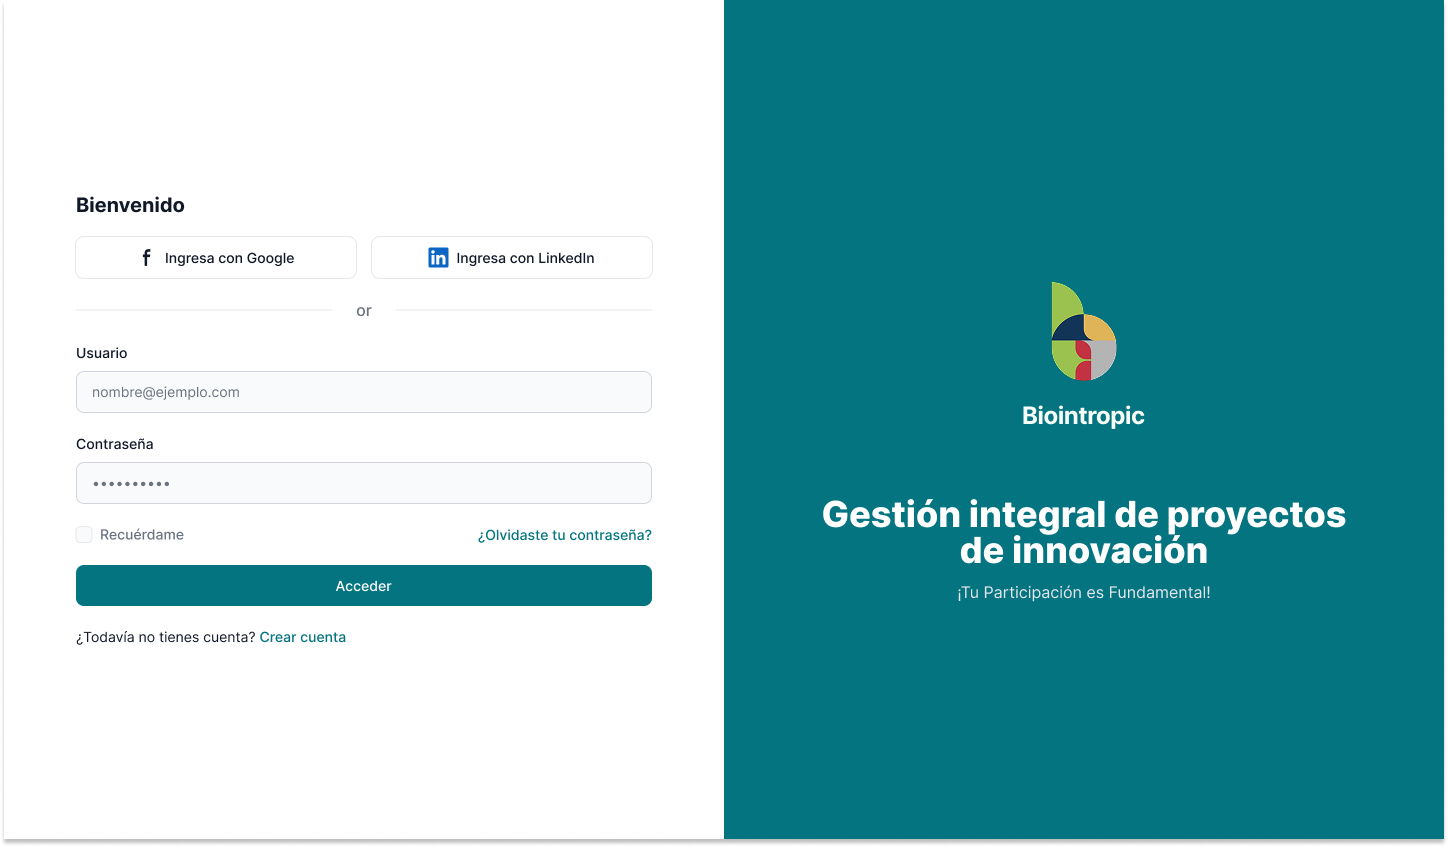 Bienvenido
Ingresa con Google
Ingresa con LinkedIn
or
Usuario
nombre@ejemplo.com
Contraseña
••••••••••
Recuérdame
¿Olvidaste tu contraseña?
Acceder
¿Todavía no tienes cuenta? Crear cuenta
Biointropic
Gestión integral de proyectos
de innovación
¡Tu Participación es Fundamental!